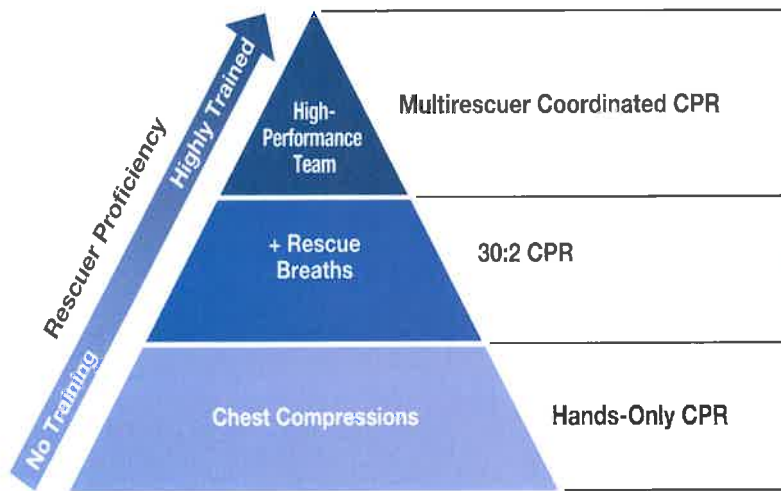 Rescuer Proficiency
Highly Trained
No Training
High-
Performance
Team
Multirescuer Coordinated CPR
+ Rescue
Breaths
30:2 CPR
Chest Compressions
Hands-Only CPR